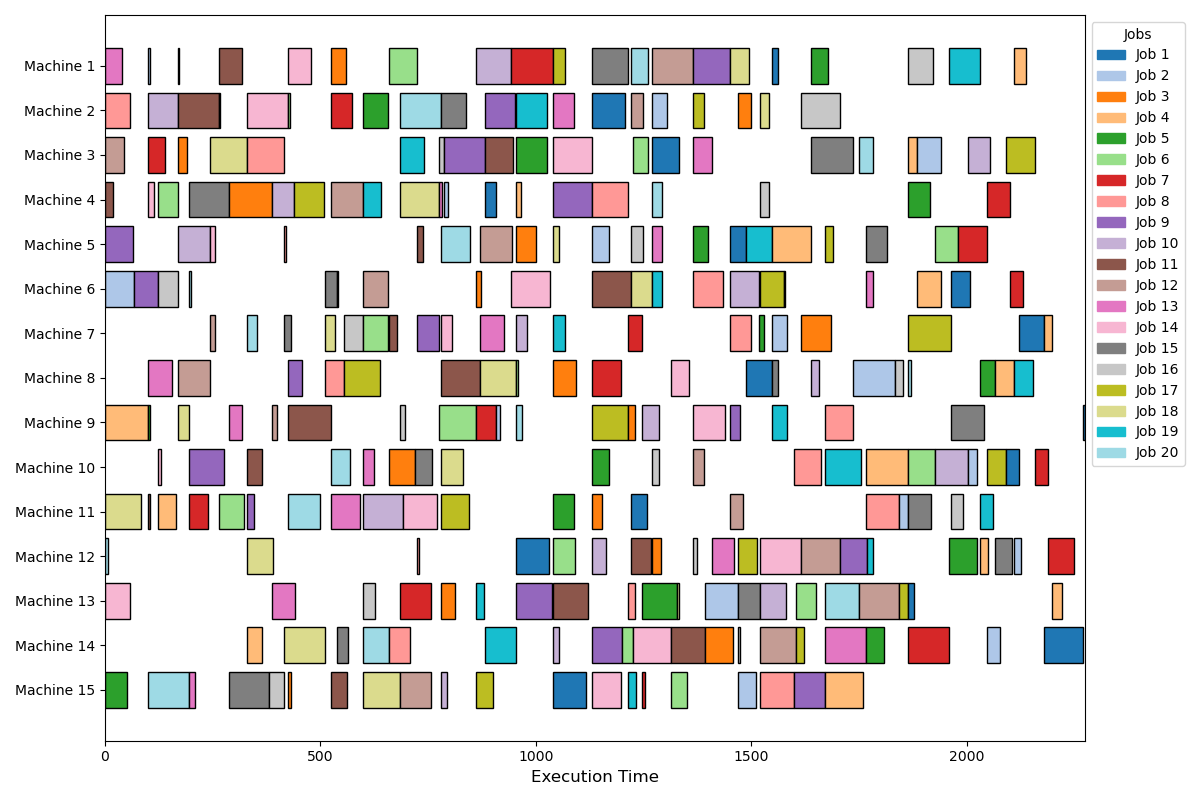 Machine 1
Machine 2
Machine 3
Machine 4
Machine 5
Machine 6
Machine 7
Machine 8
Machine 9
Machine 10
Machine 11
Machine 12
Machine 13
Machine 14
Machine 15
0 500 1000 1500 2000
Execution Time
Jobs
Job 1
Job 2
Job 3
Job 4
Job 5
Job 6
Job 7
Job 8
Job 9
Job 10
Job 11
Job 12
Job 13
Job 14
Job 15
Job 16
Job 17
Job 18
Job 19
Job 20